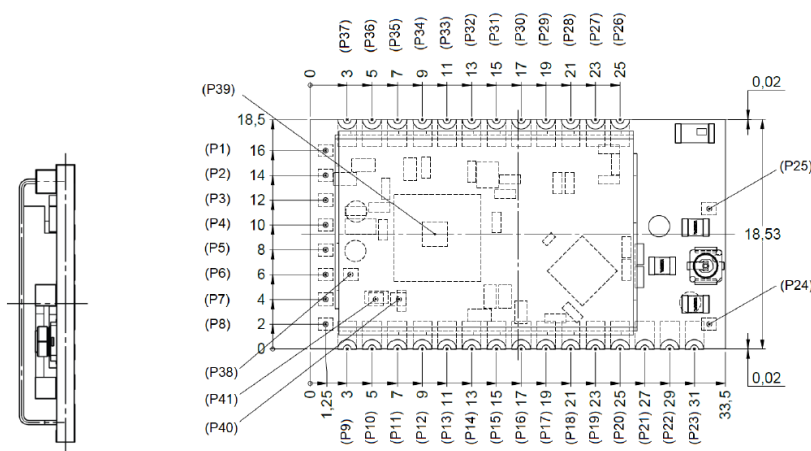 (P37) (P36) (P35) (P34) (P33) (P32) (P31) (P30) (P29) (P28) (P27) (P26)
0 3 5 7 9 11 13 15 17 19 21 23 25
0,02
(P39)
18,5
(P1) 16
(P2) 14
(P25)
(P3) 12
(P4) 10
18,53
(P5) 8
(P6) 6
(P7) 4
(P24)
(P8) 2
0
0,02
(P38)
(P41)
(P40)
0 1,25 3 5 7 9 11 13 15 17 19 21 23 25 27 29 31 33,5
(P9) (P10) (P11) (P12) (P13) (P14) (P15) (P16) (P17) (P18) (P19) (P20) (P21) (P22) (P23)